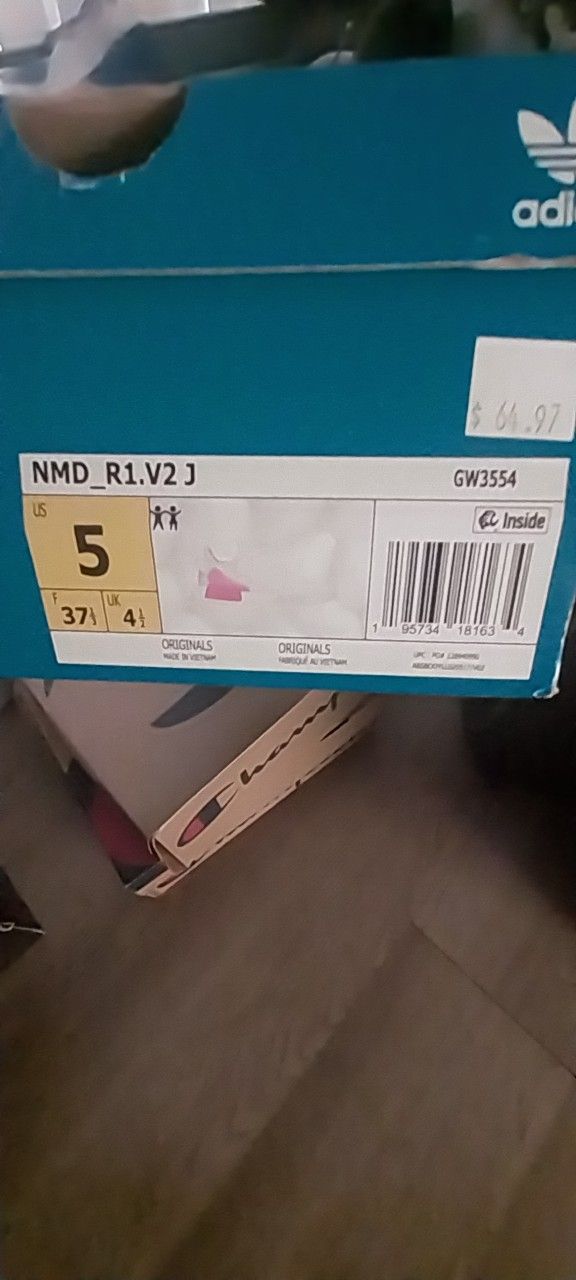 adi
$ 64.97
NMD_R1.V2 J
GW3554
US
5
F
37⅓
UK
4½
Inside
1 95734 18163 4
ORIGINALS
MADE IN VIETNAM
ORIGINALS
FABRIQUÉ AU VIETNAM
Champ